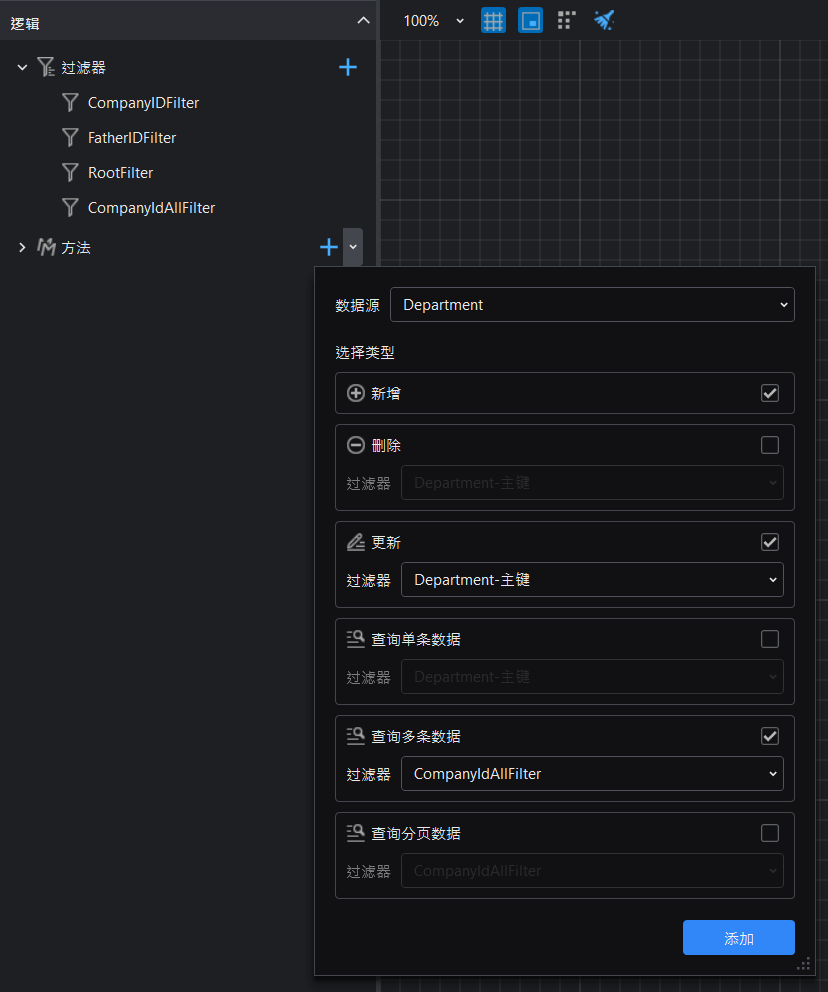 逻辑
100%
过滤器
CompanyIDFilter
FatherIDFilter
RootFilter
CompanyIdAllFilter
方法
数据源 Department
选择类型
新增
删除
过滤器 Department-主键
更新
过滤器 Department-主键
查询单条数据
过滤器 Department-主键
查询多条数据
过滤器 CompanyIdAllFilter
查询分页数据
过滤器 CompanyIdAllFilter
添加